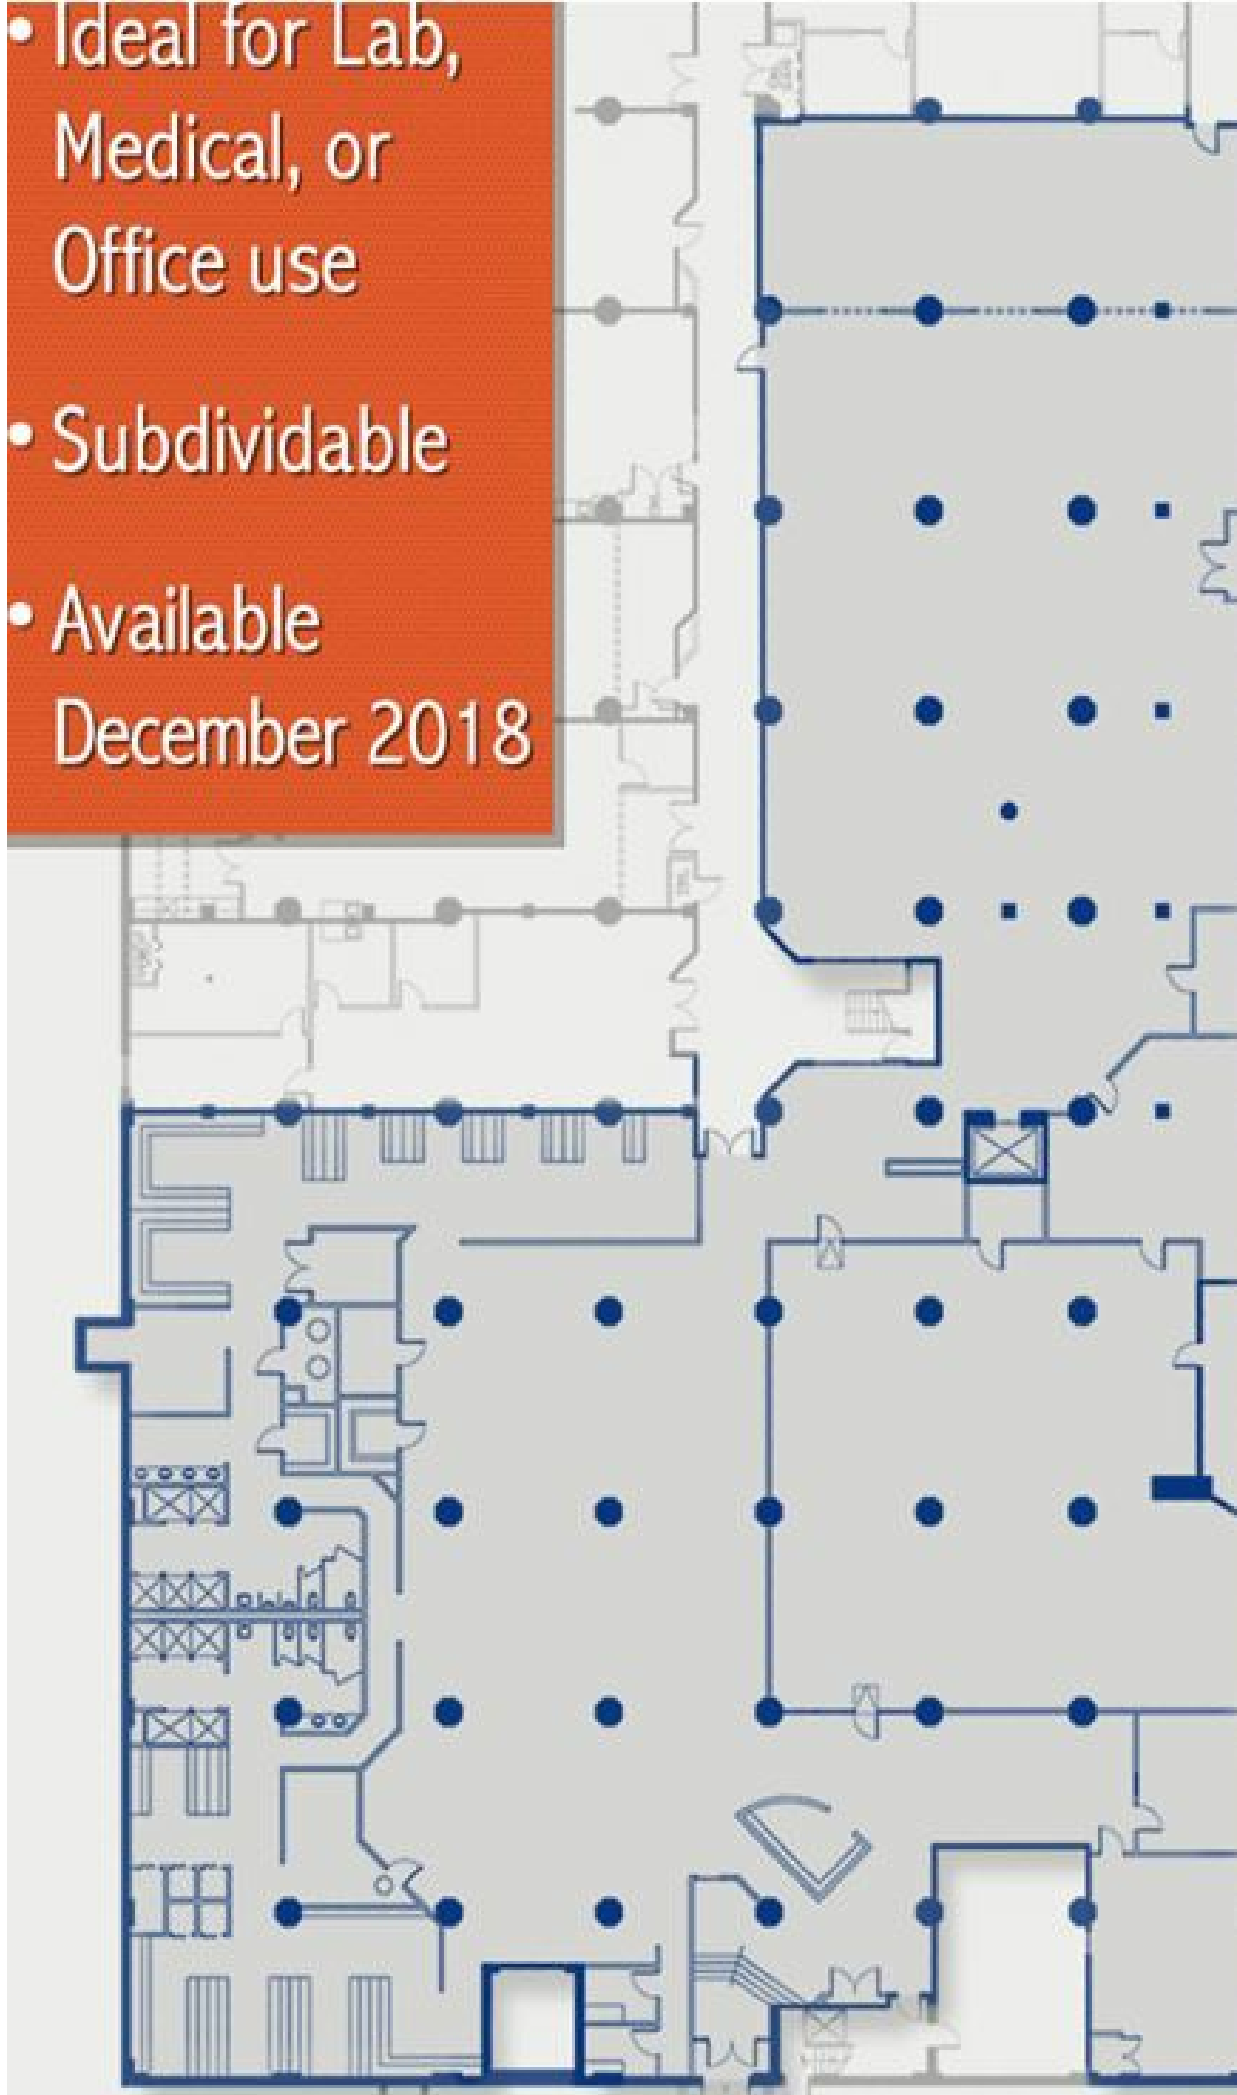 • Ideal for Lab,
Medical, or
Office use
• Subdividable
• Available
December 2018